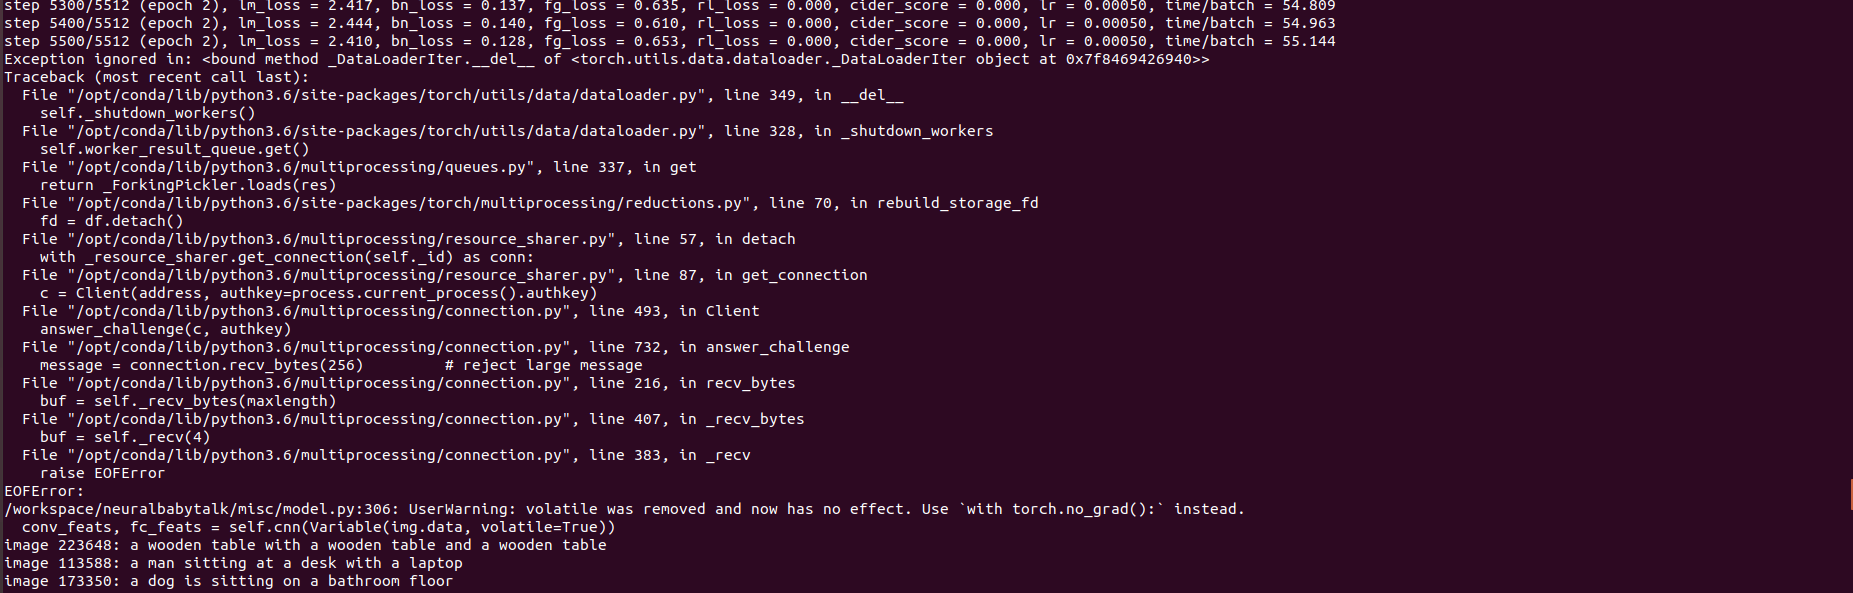 step 5300/5512 (epoch 2), lm_loss = 2.417, bn_loss = 0.137, fg_loss = 0.635, rl_loss = 0.000, cider_score = 0.000, lr = 0.00050, time/batch = 54.809
step 5400/5512 (epoch 2), lm_loss = 2.444, bn_loss = 0.140, fg_loss = 0.610, rl_loss = 0.000, cider_score = 0.000, lr = 0.00050, time/batch = 54.963
step 5500/5512 (epoch 2), lm_loss = 2.410, bn_loss = 0.128, fg_loss = 0.653, rl_loss = 0.000, cider_score = 0.000, lr = 0.00050, time/batch = 55.144
Exception ignored in: <bound method _DataLoaderIter.__del__ of <torch.utils.data.dataloader._DataLoaderIter object at 0x7f8469426940>>
Traceback (most recent call last):
  File "/opt/conda/lib/python3.6/site-packages/torch/utils/data/dataloader.py", line 349, in __del__
    self._shutdown_workers()
  File "/opt/conda/lib/python3.6/site-packages/torch/utils/data/dataloader.py", line 328, in _shutdown_workers
    self.worker_result_queue.get()
  File "/opt/conda/lib/python3.6/multiprocessing/queues.py", line 337, in get
    return _ForkingPickler.loads(res)
  File "/opt/conda/lib/python3.6/site-packages/torch/multiprocessing/reductions.py", line 70, in rebuild_storage_fd
    fd = df.detach()
  File "/opt/conda/lib/python3.6/multiprocessing/resource_sharer.py", line 57, in detach
    with _resource_sharer.get_connection(self._id) as conn:
  File "/opt/conda/lib/python3.6/multiprocessing/resource_sharer.py", line 87, in get_connection
    c = Client(address, authkey=process.current_process().authkey)
  File "/opt/conda/lib/python3.6/multiprocessing/connection.py", line 493, in Client
    answer_challenge(c, authkey)
  File "/opt/conda/lib/python3.6/multiprocessing/connection.py", line 732, in answer_challenge
    message = connection.recv_bytes(256)         # reject large message
  File "/opt/conda/lib/python3.6/multiprocessing/connection.py", line 216, in recv_bytes
    buf = self._recv_bytes(maxlength)
  File "/opt/conda/lib/python3.6/multiprocessing/connection.py", line 407, in _recv_bytes
    buf = self._recv(4)
  File "/opt/conda/lib/python3.6/multiprocessing/connection.py", line 383, in _recv
    raise EOFError
EOFError:
/workspace/neuralbabytalk/misc/model.py:306: UserWarning: volatile was removed and now has no effect. Use `with torch.no_grad():` instead.
  conv_feats, fc_feats = self.cnn(Variable(img.data, volatile=True))
image 223648: a wooden table with a wooden table and a wooden table
image 113588: a man sitting at a desk with a laptop
image 173350: a dog is sitting on a bathroom floor